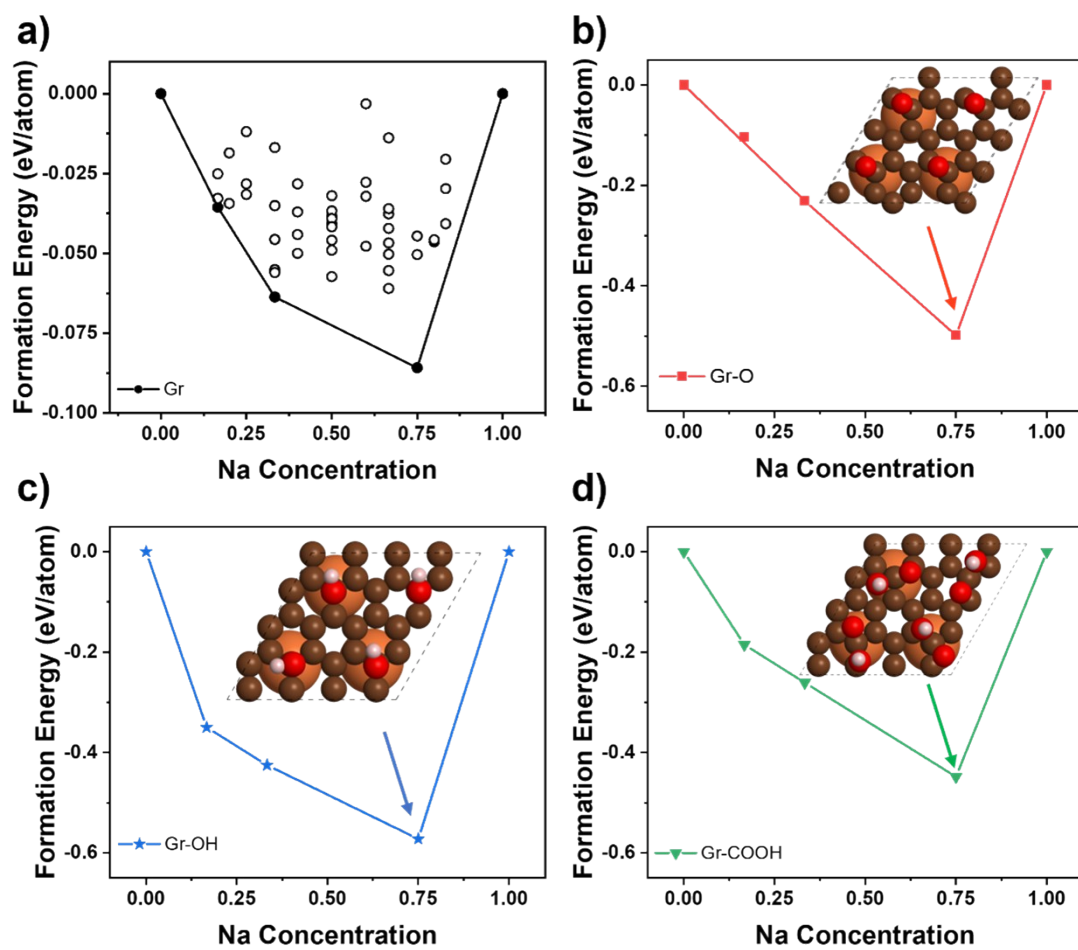 a)
Formation Energy (eV/atom)
0.000
-0.025
-0.050
-0.075
-0.100
Gr
0.00 0.25 0.50 0.75 1.00
Na Concentration
b)
Formation Energy (eV/atom)
0.0
-0.2
-0.4
-0.6
Gr-O
0.00 0.25 0.50 0.75 1.00
Na Concentration
c)
Formation Energy (eV/atom)
0.0
-0.2
-0.4
-0.6
Gr-OH
0.00 0.25 0.50 0.75 1.00
Na Concentration
d)
Formation Energy (eV/atom)
0.0
-0.2
-0.4
-0.6
Gr-COOH
0.00 0.25 0.50 0.75 1.00
Na Concentration